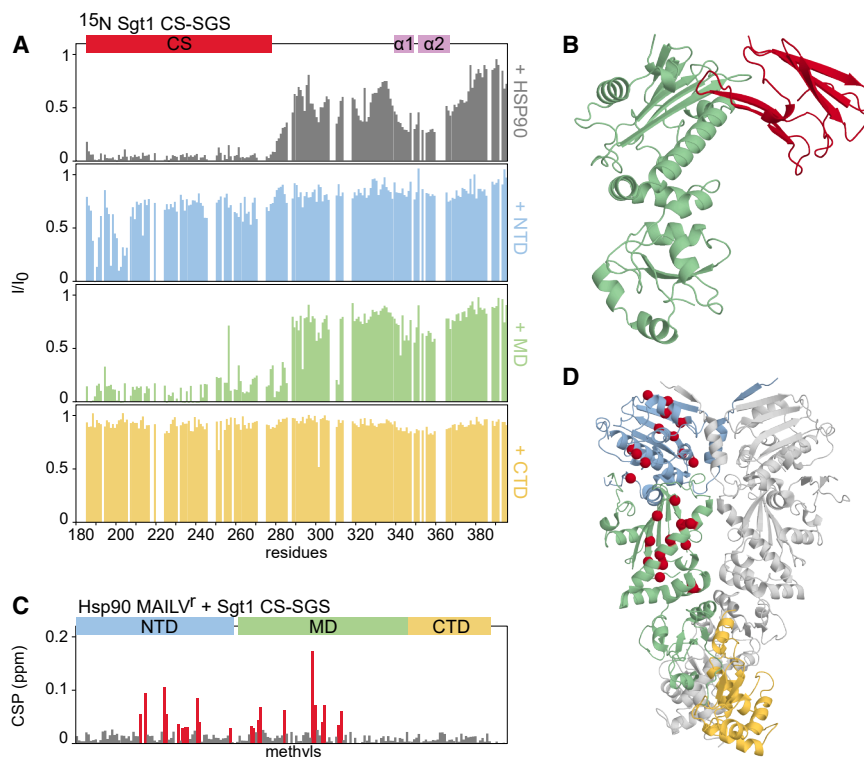 ¹⁵N Sgt1 CS-SGS
A
CS
α1
α2
1
0.5
0
+ HSP90
1
0.5
0
+ NTD
I/I₀
1
0.5
0
+ MD
1
0.5
0
+ CTD
180 200 220 240 260 280 300 320 340 360 380
residues
B
C
Hsp90 MAILVʳ + Sgt1 CS-SGS
NTD
MD
CTD
0.2
0.1
0
CSP (ppm)
methyls
D